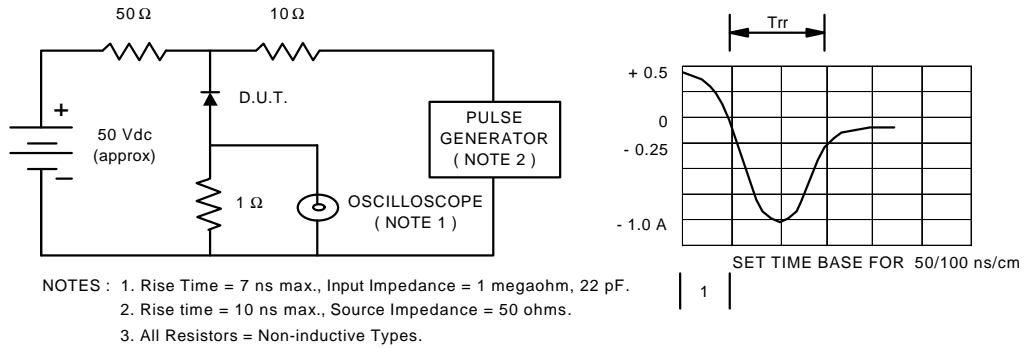 50 Ω
10 Ω
Trr
+ 0.5
0
- 0.25
- 1.0 A
D.U.T.
+
50 Vdc
(approx)
−
PULSE
GENERATOR
( NOTE 2 )
1 Ω
OSCILLOSCOPE
( NOTE 1 )
SET TIME BASE FOR 50/100 ns/cm
1
NOTES : 1. Rise Time = 7 ns max., Input Impedance = 1 megaohm, 22 pF.
2. Rise time = 10 ns max., Source Impedance = 50 ohms.
3. All Resistors = Non-inductive Types.